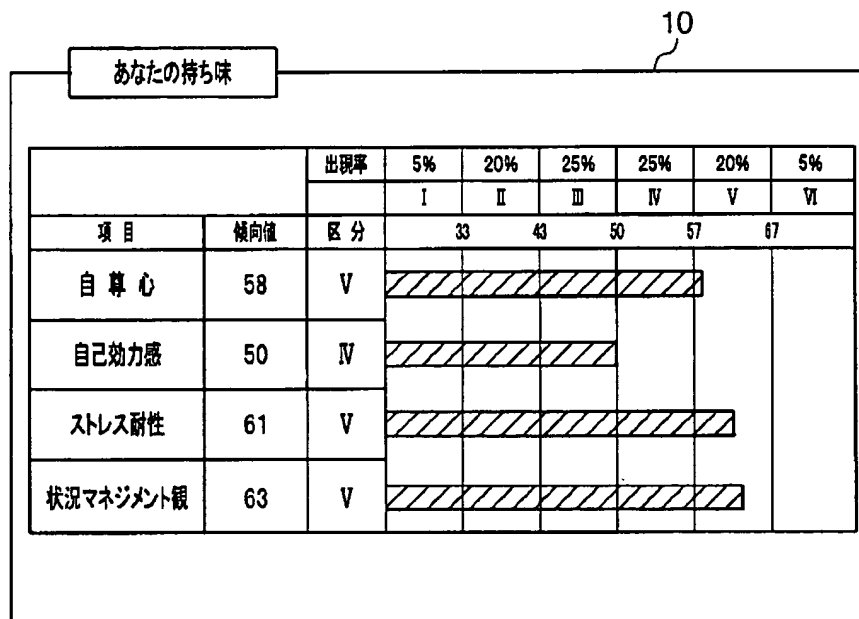 10
あなたの持ち味
出現率 5% 20% 25% 25% 20% 5%
Ⅰ Ⅱ Ⅲ Ⅳ Ⅴ Ⅵ
項目 傾向値 区分 33 43 50 57 67
自尊心 58 Ⅴ
自己効力感 50 Ⅳ
ストレス耐性 61 Ⅴ
状況マネジメント観 63 Ⅴ